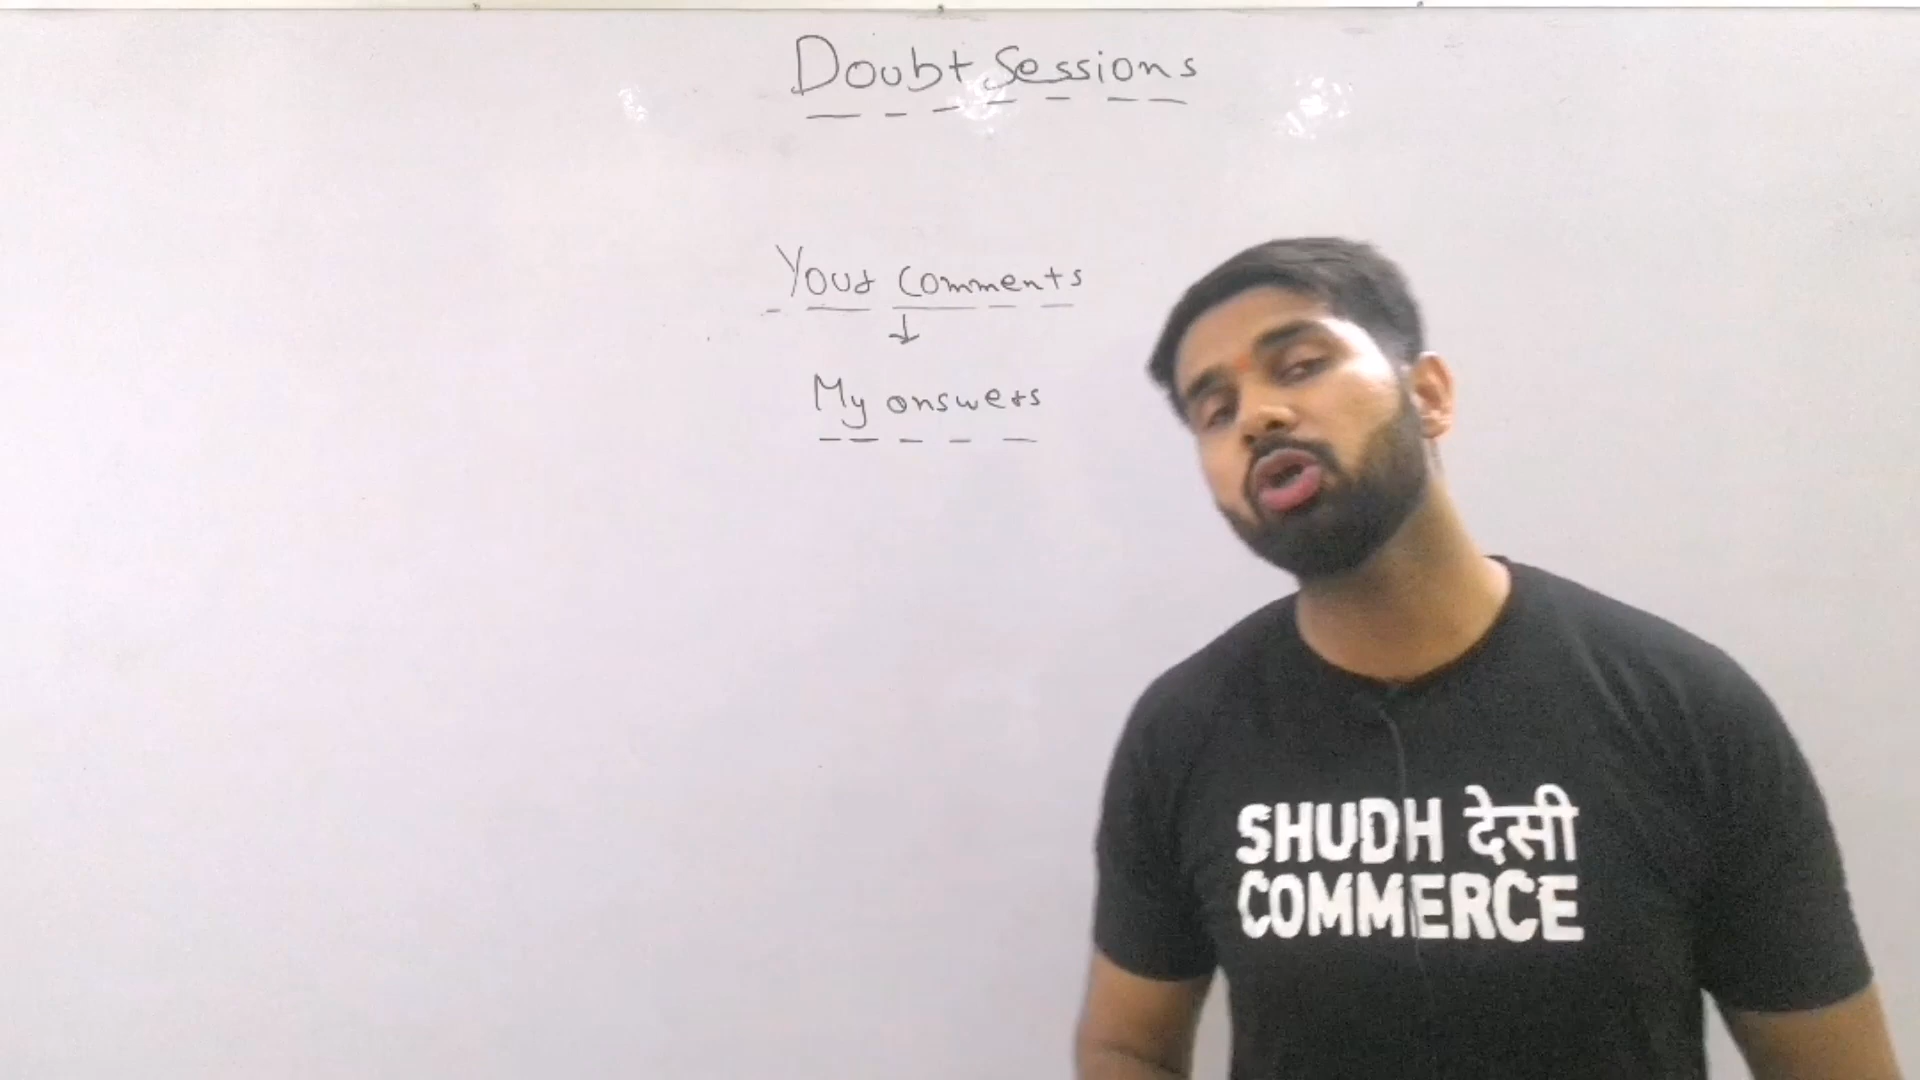 Doubt Sessions
Your Comments
↓
My answers
SHUDH देसी
COMMERCE